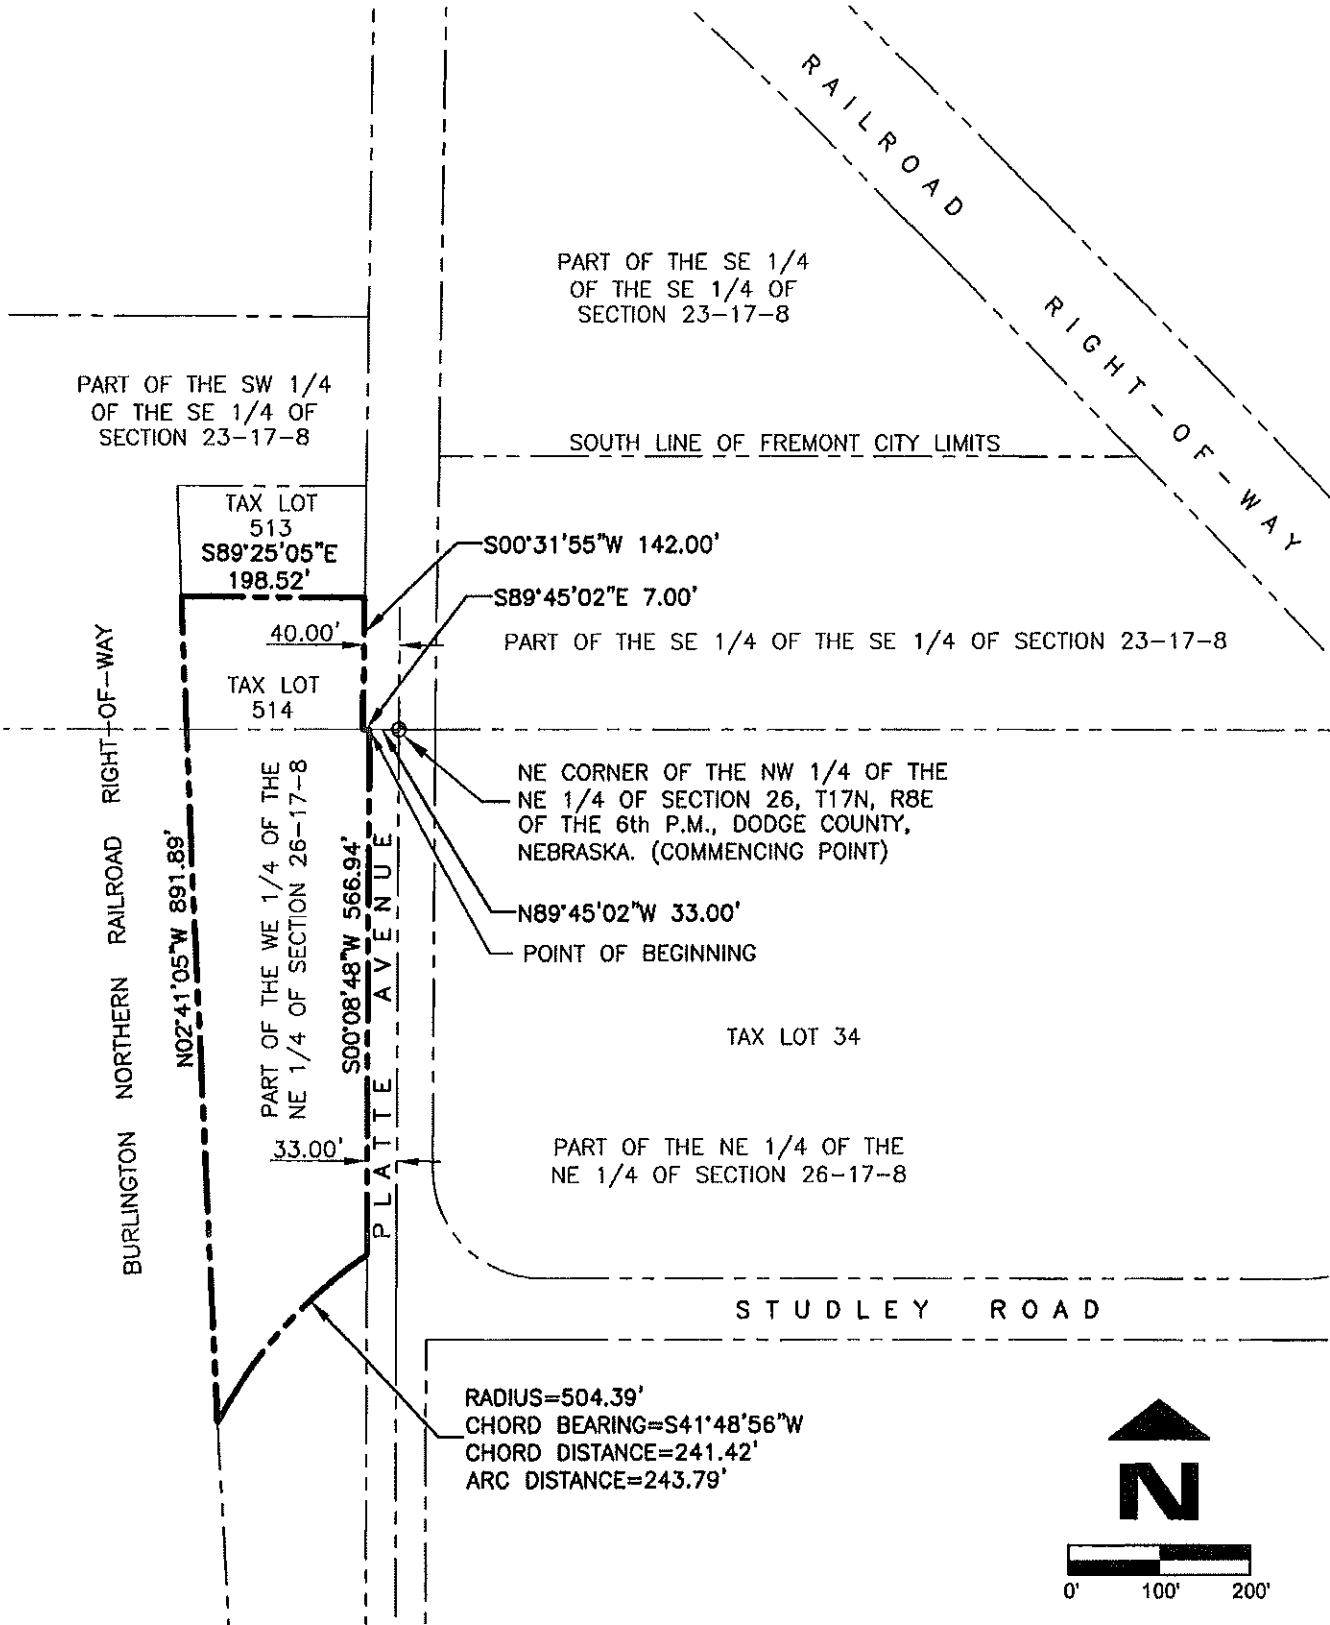 RAILROAD RIGHT-OF-WAY
PART OF THE SE 1/4
OF THE SE 1/4 OF
SECTION 23-17-8
PART OF THE SW 1/4
OF THE SE 1/4 OF
SECTION 23-17-8
SOUTH LINE OF FREMONT CITY LIMITS
TAX LOT
513
S89°25'05"E
198.52'
S00°31'55"W 142.00'
S89°45'02"E 7.00'
40.00'
PART OF THE SE 1/4 OF THE SE 1/4 OF SECTION 23-17-8
TAX LOT
514
BURLINGTON NORTHERN RAILROAD RIGHT-OF-WAY
N02°41'05"W 891.89'
PART OF THE WE 1/4 OF THE
NE 1/4 OF SECTION 26-17-8
S00°08'48"W 566.94'
PLATTE AVENUE
NE CORNER OF THE NW 1/4 OF THE
NE 1/4 OF SECTION 26, T17N, R8E
OF THE 6th P.M., DODGE COUNTY,
NEBRASKA. (COMMENCING POINT)
N89°45'02"W 33.00'
POINT OF BEGINNING
TAX LOT 34
33.00'
PART OF THE NE 1/4 OF THE
NE 1/4 OF SECTION 26-17-8
STUDLEY ROAD
RADIUS=504.39'
CHORD BEARING=S41°48'56"W
CHORD DISTANCE=241.42'
ARC DISTANCE=243.79'
N
0' 100' 200'